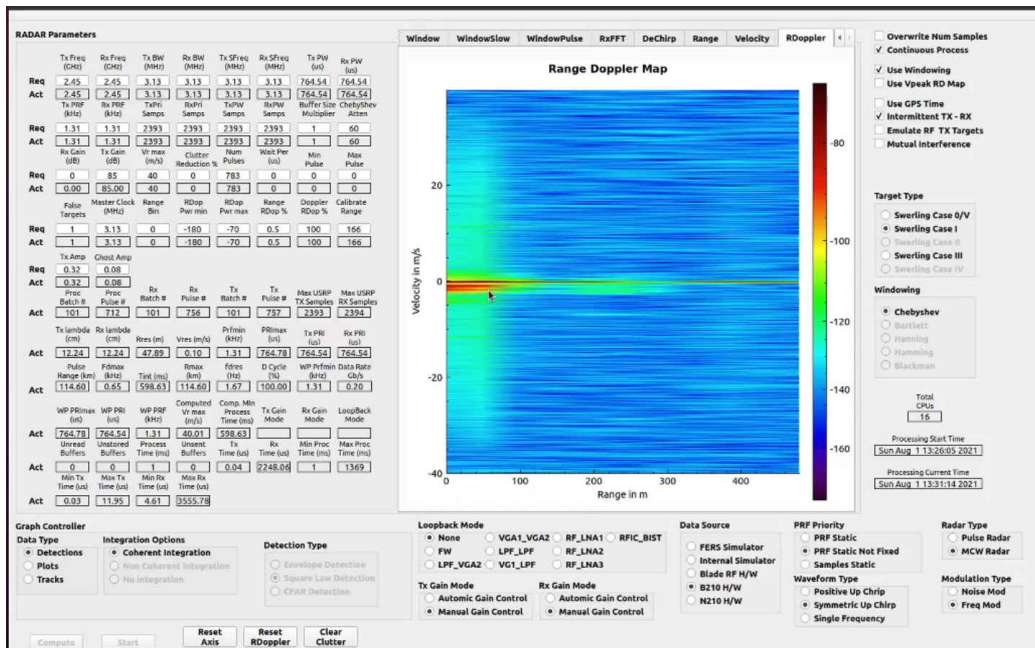 RADAR Parameters
Tx Freq (GHz) Rx Freq (GHz) Tx BW (MHz) Rx BW (MHz) Tx SFreq (MHz) Rx SFreq (MHz) Tx PW (us) Rx PW (us)
Req 2.45 2.45 3.13 3.13 3.13 3.13 764.54 764.54
Act 2.45 2.45 3.13 3.13 3.13 3.13 764.54 764.54
Tx PRF (kHz) Rx PRF (kHz) TxPri Samps RxPri Samps TxPW Samps RxPW Samps Buffer Size Multiplier ChebyShev Atten
Req 1.31 1.31 2393 2393 2393 2393 1 60
Act 1.31 1.31 2393 2393 2393 2393 1 60
Rx Gain (dB) Tx Gain (dB) Vr max (m/s) Clutter Reduction % Num Pulses Wait Per (us) Min Pulse Max Pulse
Req 0 85 40 0 783 0 0 0
Act 0.00 85.00 40 0 783 0 0 0
False Targets Master Clock (MHz) Range Bin RDop Pwr min RDop Pwr max Range RDop % Doppler RDop % Calibrate Range
Req 1 3.13 0 -180 -70 0.5 100 166
Act 1 3.13 0 -180 -70 0.5 100 166
Tx Amp Ghost Amp
Req 0.32 0.08
Act 0.32 0.08
Proc Batch # Proc Pulse # Rx Batch # Rx Pulse # Tx Batch # Tx Pulse # Max USRP TX Samples Max USRP RX Samples
Act 101 712 101 756 101 757 2393 2394
Tx lambda (cm) Rx lambda (cm) Rres (m) Vres (m/s) Prfmin (kHz) PRImax (us) Tx PRI (us) Rx PRI (us)
Act 12.24 12.24 47.89 0.10 1.31 764.78 764.54 764.54
Pulse Range (km) Fdmax (kHz) Tint (ms) Rmax (km) fdres (Hz) D Cycle (%) WP Prfmin (kHz) Data Rate Gb/s
Act 114.60 0.65 598.63 114.60 1.67 100.00 1.31 0.20
WP PRImax (us) WP PRI (us) WP PRF (kHz) Computed Vr max (m/s) Comp. Min Process Time (ms) Tx Gain Mode Rx Gain Mode LoopBack Mode
Act 764.78 764.54 1.31 40.01 598.63
Unread Buffers Unstored Buffers Process Time (ms) Unsent Buffers Tx Time (us) Rx Time (us) Min Proc Time (ms) Max Proc Time (ms)
Act 0 0 1 0 0.04 2248.06 1 1369
Min Tx Time (us) Max Tx Time (us) Min Rx Time (us) Max Rx Time (us)
Act 0.03 11.95 4.61 3555.78
Window WindowSlow WindowPulse RxFFT DeChirp Range Velocity RDoppler
Range Doppler Map
Velocity in m/s
20
0
-20
-40
0 100 200 300 400
Range in m
-80
-100
-120
-140
-160
Overwrite Num Samples
Continuous Process
Use Windowing
Use Vpeak RD Map
Use GPS Time
Intermittent TX - RX
Emulate RF TX Targets
Mutual Interference
Target Type
Swerling Case 0/V
Swerling Case I
Swerling Case II
Swerling Case III
Swerling Case IV
Windowing
Chebyshev
Bartlett
Hanning
Hamming
Blackman
Total CPUs
16
Processing Start Time
Sun Aug 1 13:26:05 2021
Processing Current Time
Sun Aug 1 13:31:14 2021
Graph Controller
Data Type
Detections
Plots
Tracks
Integration Options
Coherent Integration
Non Coherent Integration
No Integration
Detection Type
Envelope Detection
Square Law Detection
CFAR Detection
Loopback Mode
None VGA1_VGA2 RF_LNA1 RFIC_BIST
FW LPF_LPF RF_LNA2
LPF_VGA2 VG1_LPF RF_LNA3
Tx Gain Mode
Automic Gain Control
Manual Gain Control
Rx Gain Mode
Automic Gain Control
Manual Gain Control
Data Source
FERS Simulator
Internal Simulator
Blade RF H/W
B210 H/W
N210 H/W
PRF Priority
PRF Static
PRF Static Not Fixed
Samples Static
Waveform Type
Positive Up Chrip
Symmetric Up Chirp
Single Frequency
Radar Type
Pulse Radar
MCW Radar
Modulation Type
Noise Mod
Freq Mod
Compute Start Reset Axis Reset RDoppler Clear Clutter